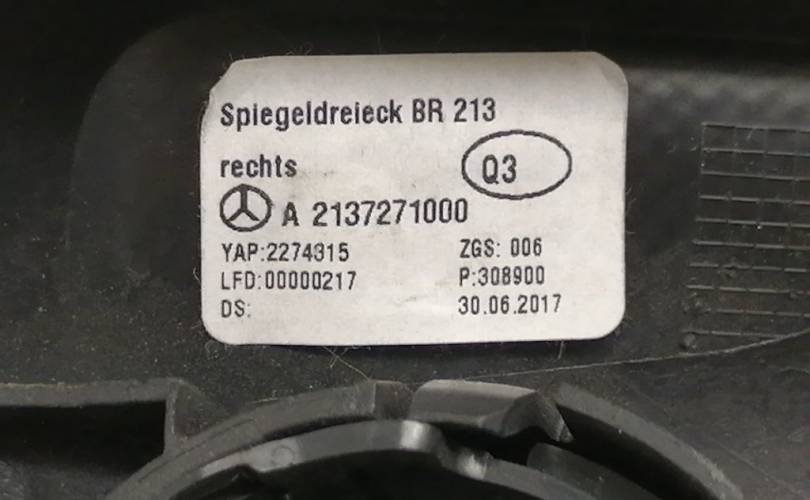 Spiegeldreieck BR 213
rechts Q3
A 2137271000
YAP:2274315 ZGS: 006
LFD:00000217 P:308900
DS: 30.06.2017